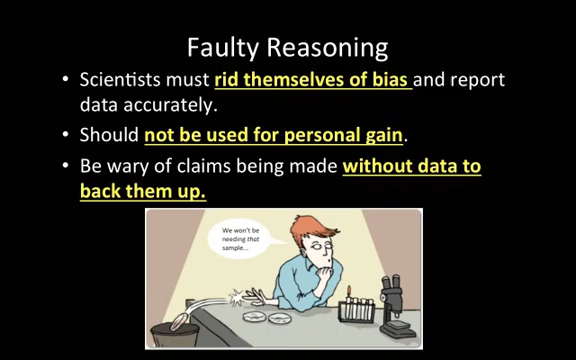 Faulty Reasoning
• Scientists must rid themselves of bias and report
data accurately.
• Should not be used for personal gain.
• Be wary of claims being made without data to
back them up.
We won't be
needing that
sample...